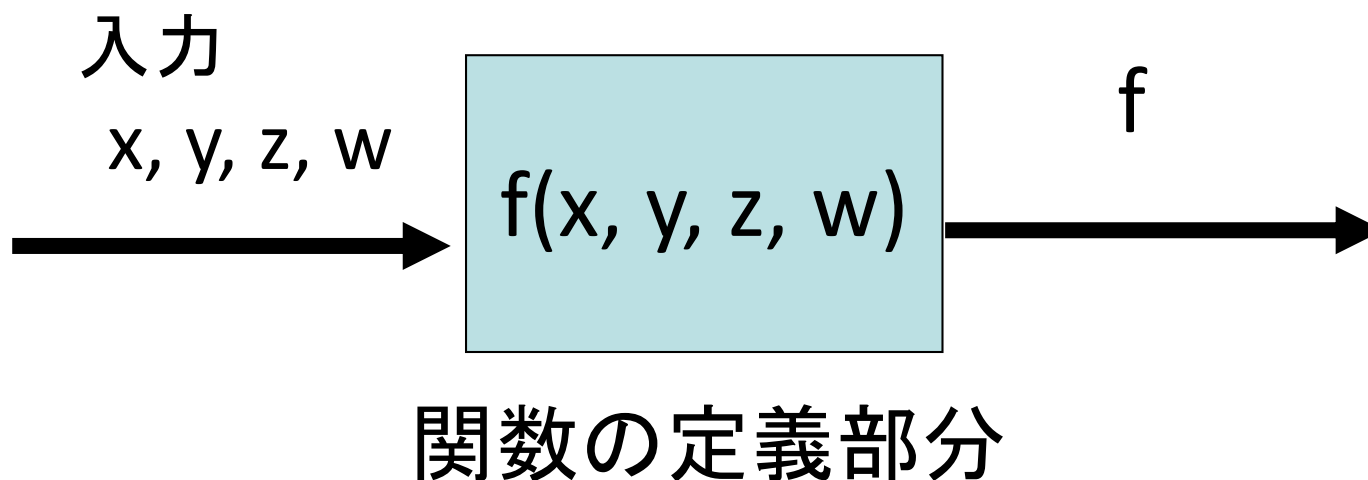 入力
x, y, z, w
f(x, y, z, w)
f
関数の定義部分